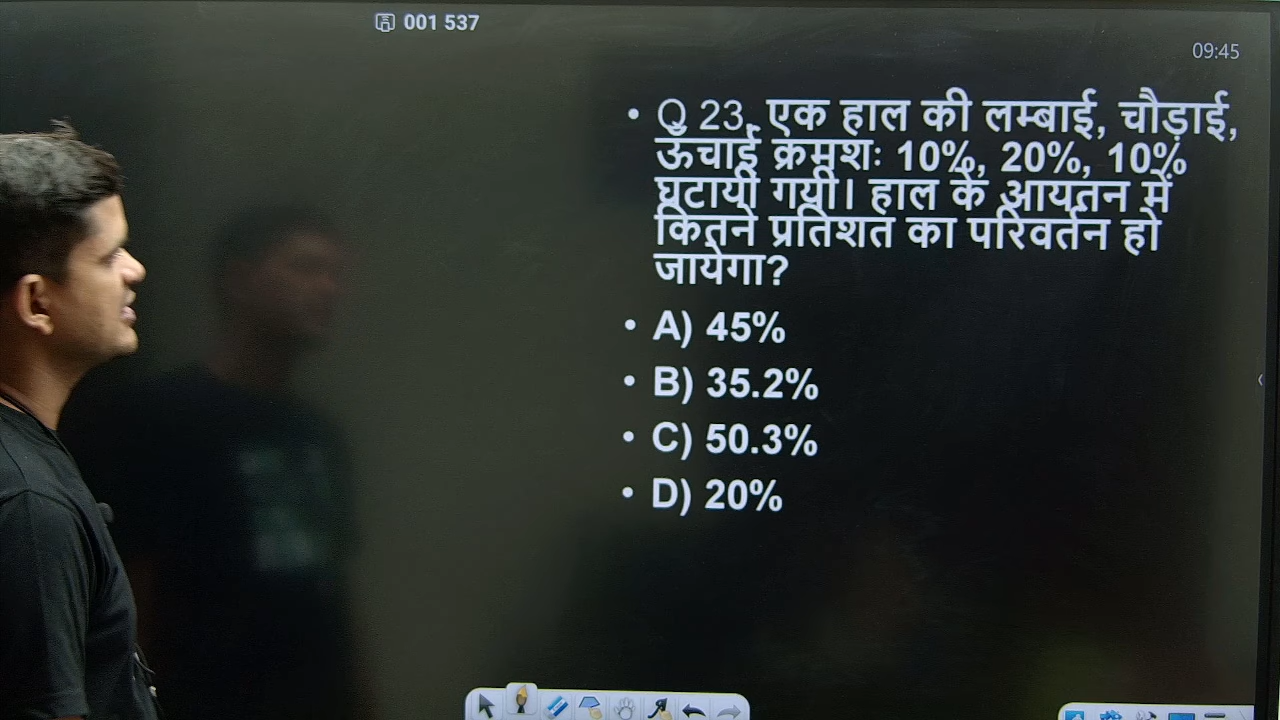 001 537
09:45
• Q 23. एक हाल की लम्बाई, चौड़ाई,
ऊँचाई क्रमशः 10%, 20%, 10%
घटायी गयी। हाल के आयतन में
कितने प्रतिशत का परिवर्तन हो
जायेगा?
• A) 45%
• B) 35.2%
• C) 50.3%
• D) 20%